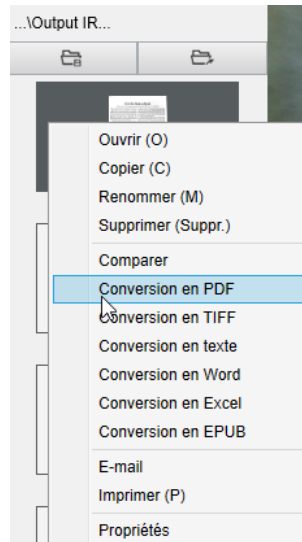 ...\Output IR...
Ouvrir (O)
Copier (C)
Renommer (M)
Supprimer (Suppr.)
Comparer
Conversion en PDF
Conversion en TIFF
Conversion en texte
Conversion en Word
Conversion en Excel
Conversion en EPUB
E-mail
Imprimer (P)
Propriétés